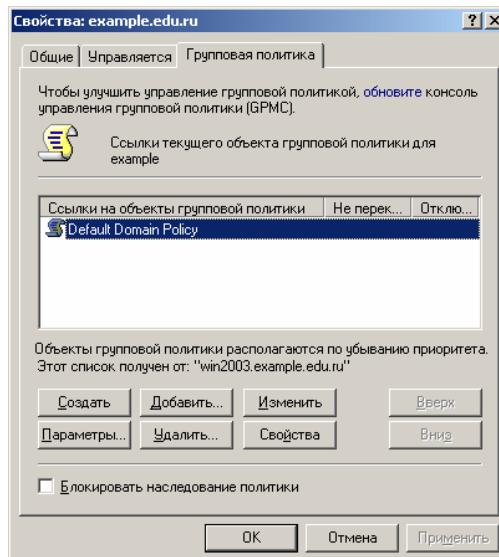 Свойства: example.edu.ru
Общие Управляется Групповая политика
Чтобы улучшить управление групповой политикой, обновите консоль
управления групповой политики (GPMC).
Ссылки текущего объекта групповой политики для
example
Ссылки на объекты групповой политики Не перек... Отклю...
Default Domain Policy
Объекты групповой политики располагаются по убыванию приоритета.
Этот список получен от: "win2003.example.edu.ru"
Создать Добавить... Изменить Вверх
Параметры... Удалить... Свойства Вниз
Блокировать наследование политики
OK Отмена Применить